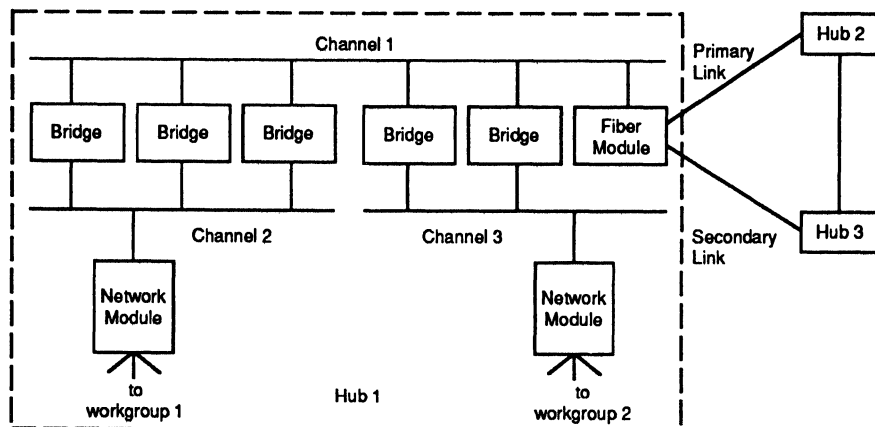 Channel 1
Primary
Link
Hub 2
Bridge
Bridge
Bridge
Bridge
Bridge
Fiber
Module
Channel 2
Channel 3
Secondary
Link
Hub 3
Network
Module
Network
Module
to
workgroup 1
Hub 1
to
workgroup 2